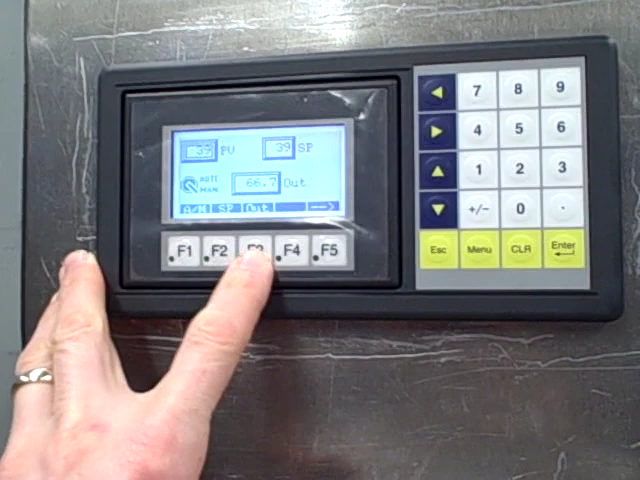 39 PV 39 SP
AUTO
MAN
66.7 Out
A/M SP Out -->
F1 F2 F3 F4 F5
7 8 9
4 5 6
1 2 3
+/- 0 .
Esc Menu CLR Enter